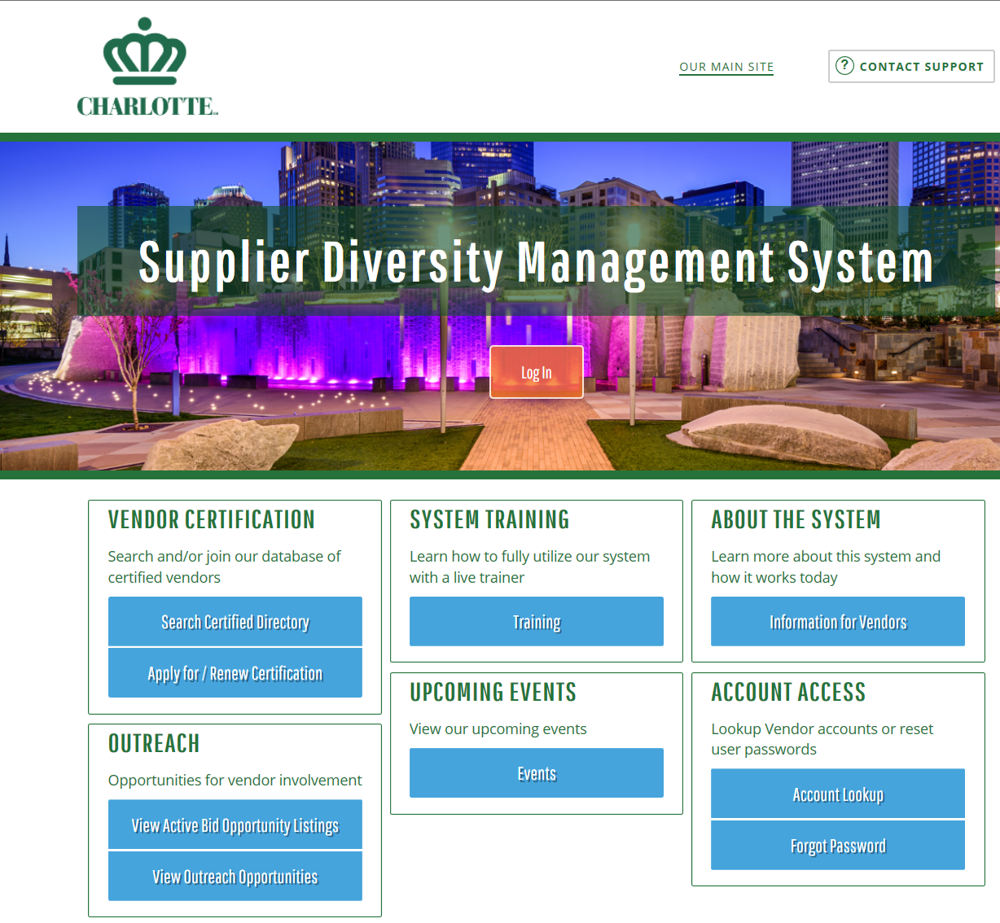 CHARLOTTE
OUR MAIN SITE
? CONTACT SUPPORT
Supplier Diversity Management System
Log In
VENDOR CERTIFICATION
Search and/or join our database of
certified vendors
Search Certified Directory
Apply for / Renew Certification
OUTREACH
Opportunities for vendor involvement
View Active Bid Opportunity Listings
View Outreach Opportunities
SYSTEM TRAINING
Learn how to fully utilize our system
with a live trainer
Training
UPCOMING EVENTS
View our upcoming events
Events
ABOUT THE SYSTEM
Learn more about this system and
how it works today
Information for Vendors
ACCOUNT ACCESS
Lookup Vendor accounts or reset
user passwords
Account Lookup
Forgot Password